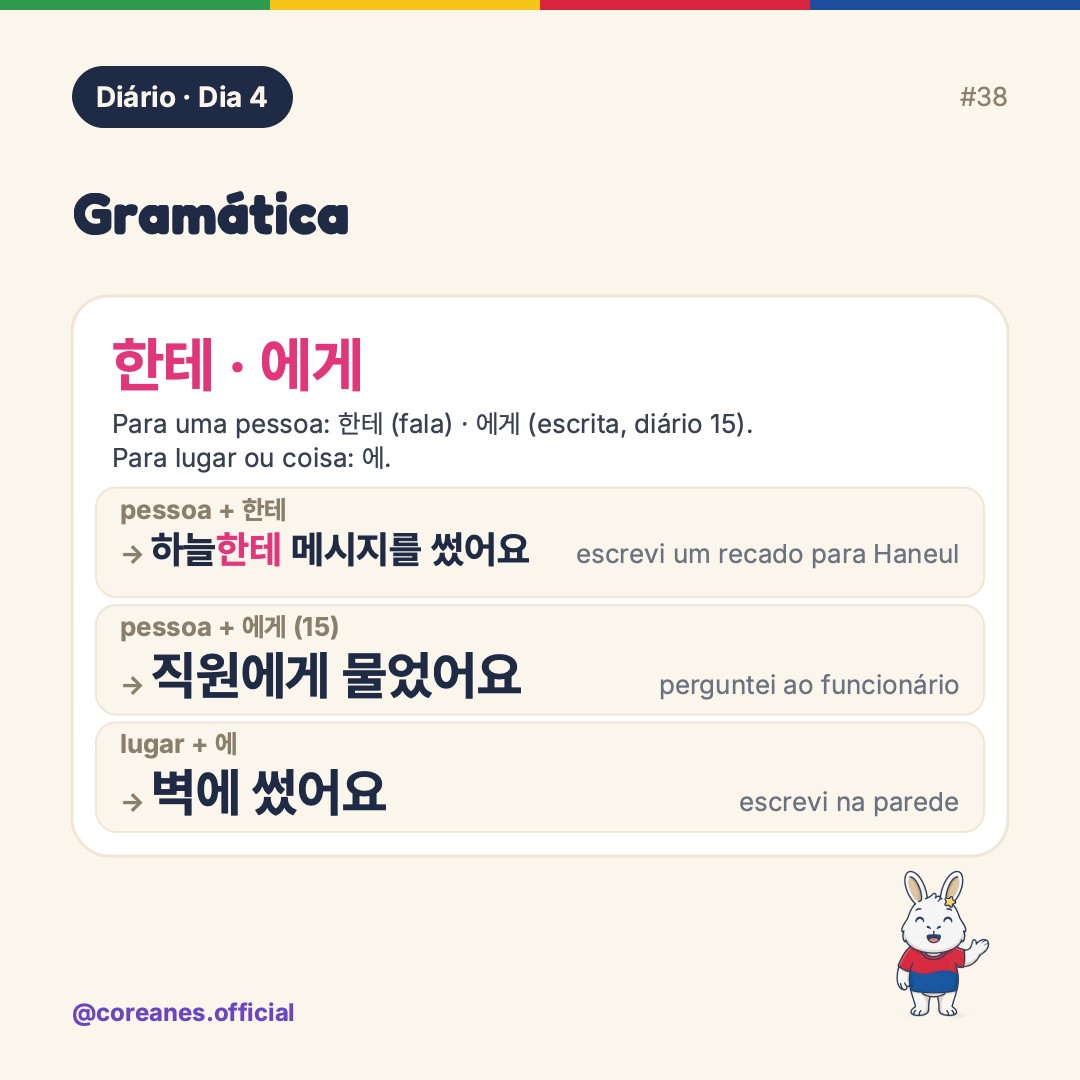 Diário · Dia 4
#38
Gramática
한테 · 에게
Para uma pessoa: 한테 (fala) · 에게 (escrita, diário 15).
Para lugar ou coisa: 에.
pessoa + 한테
→ 하늘한테 메시지를 썼어요 escrevi um recado para Haneul
pessoa + 에게 (15)
→ 직원에게 물었어요 perguntei ao funcionário
lugar + 에
→ 벽에 썼어요 escrevi na parede
@coreanes.official